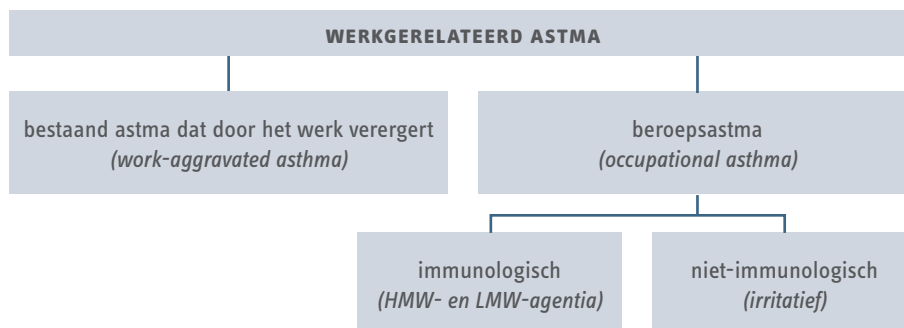 WERKGERELATEERD ASTMA
bestaand astma dat door het werk verergert
(work-aggravated asthma)
beroepsastma
(occupational asthma)
immunologisch
(HMW- en LMW-agentia)
niet-immunologisch
(irritatief)